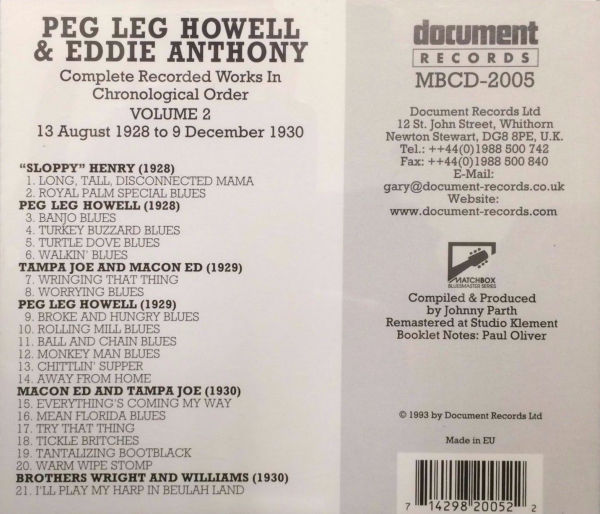 PEG LEG HOWELL
& EDDIE ANTHONY
Complete Recorded Works In
Chronological Order
VOLUME 2
13 August 1928 to 9 December 1930
"SLOPPY" HENRY (1928)
1. LONG, TALL, DISCONNECTED MAMA
2. ROYAL PALM SPECIAL BLUES
PEG LEG HOWELL (1928)
3. BANJO BLUES
4. TURKEY BUZZARD BLUES
5. TURTLE DOVE BLUES
6. WALKIN' BLUES
TAMPA JOE AND MACON ED (1929)
7. WRINGING THAT THING
8. WORRYING BLUES
PEG LEG HOWELL (1929)
9. BROKE AND HUNGRY BLUES
10. ROLLING MILL BLUES
11. BALL AND CHAIN BLUES
12. MONKEY MAN BLUES
13. CHITTLIN' SUPPER
14. AWAY FROM HOME
MACON ED AND TAMPA JOE (1930)
15. EVERYTHING'S COMING MY WAY
16. MEAN FLORIDA BLUES
17. TRY THAT THING
18. TICKLE BRITCHES
19. TANTALIZING BOOTBLACK
20. WARM WIPE STOMP
BROTHERS WRIGHT AND WILLIAMS (1930)
21. I'LL PLAY MY HARP IN BEULAH LAND
document
RECORDS
MBCD-2005
Document Records Ltd
12 St. John Street, Whithorn
Newton Stewart, DG8 8PE, U.K.
Tel.: ++44(0)1988 500 742
Fax: ++44(0)1988 500 840
E-Mail:
gary@document-records.co.uk
Website:
www.document-records.com
MATCHBOX
BLUESMASTER SERIES
Compiled & Produced
by Johnny Parth
Remastered at Studio Klement
Booklet Notes: Paul Oliver
© 1993 by Document Records Ltd
Made in EU
7 14298 20052 2